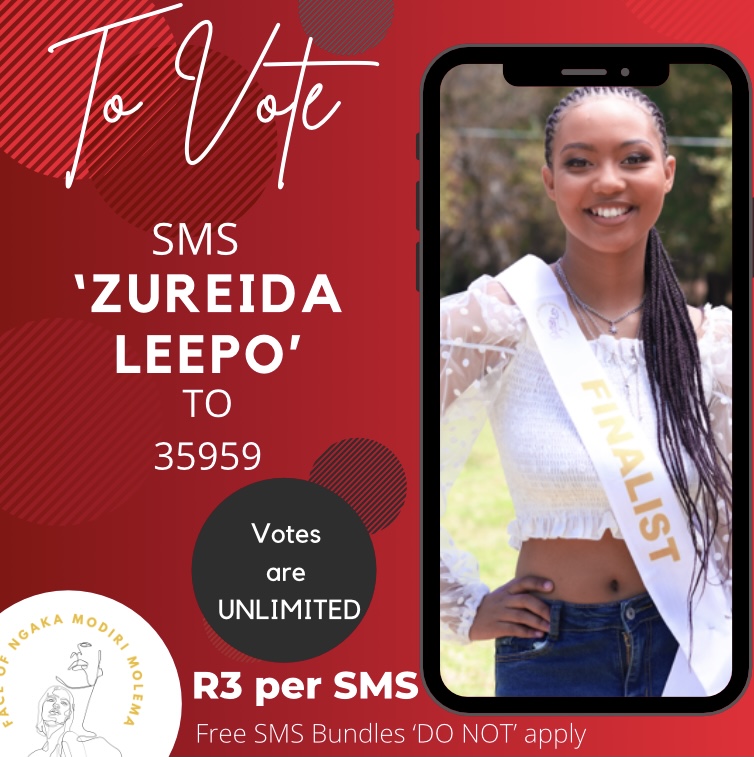 To Vote
SMS
‘ZUREIDA
LEEPO’
TO
35959
Votes
are
UNLIMITED
R3 per SMS
Free SMS Bundles ‘DO NOT’ apply
FINALIST
FACE OF NGAKA MODIRI MOLEMA